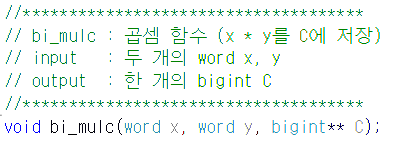 //***********************************
// bi_mulc : 곱셈 함수 (x * y를 C에 저장)
// input   : 두 개의 word x, y
// output  : 한 개의 bigint C
//***********************************
void bi_mulc(word x, word y, bigint** C);